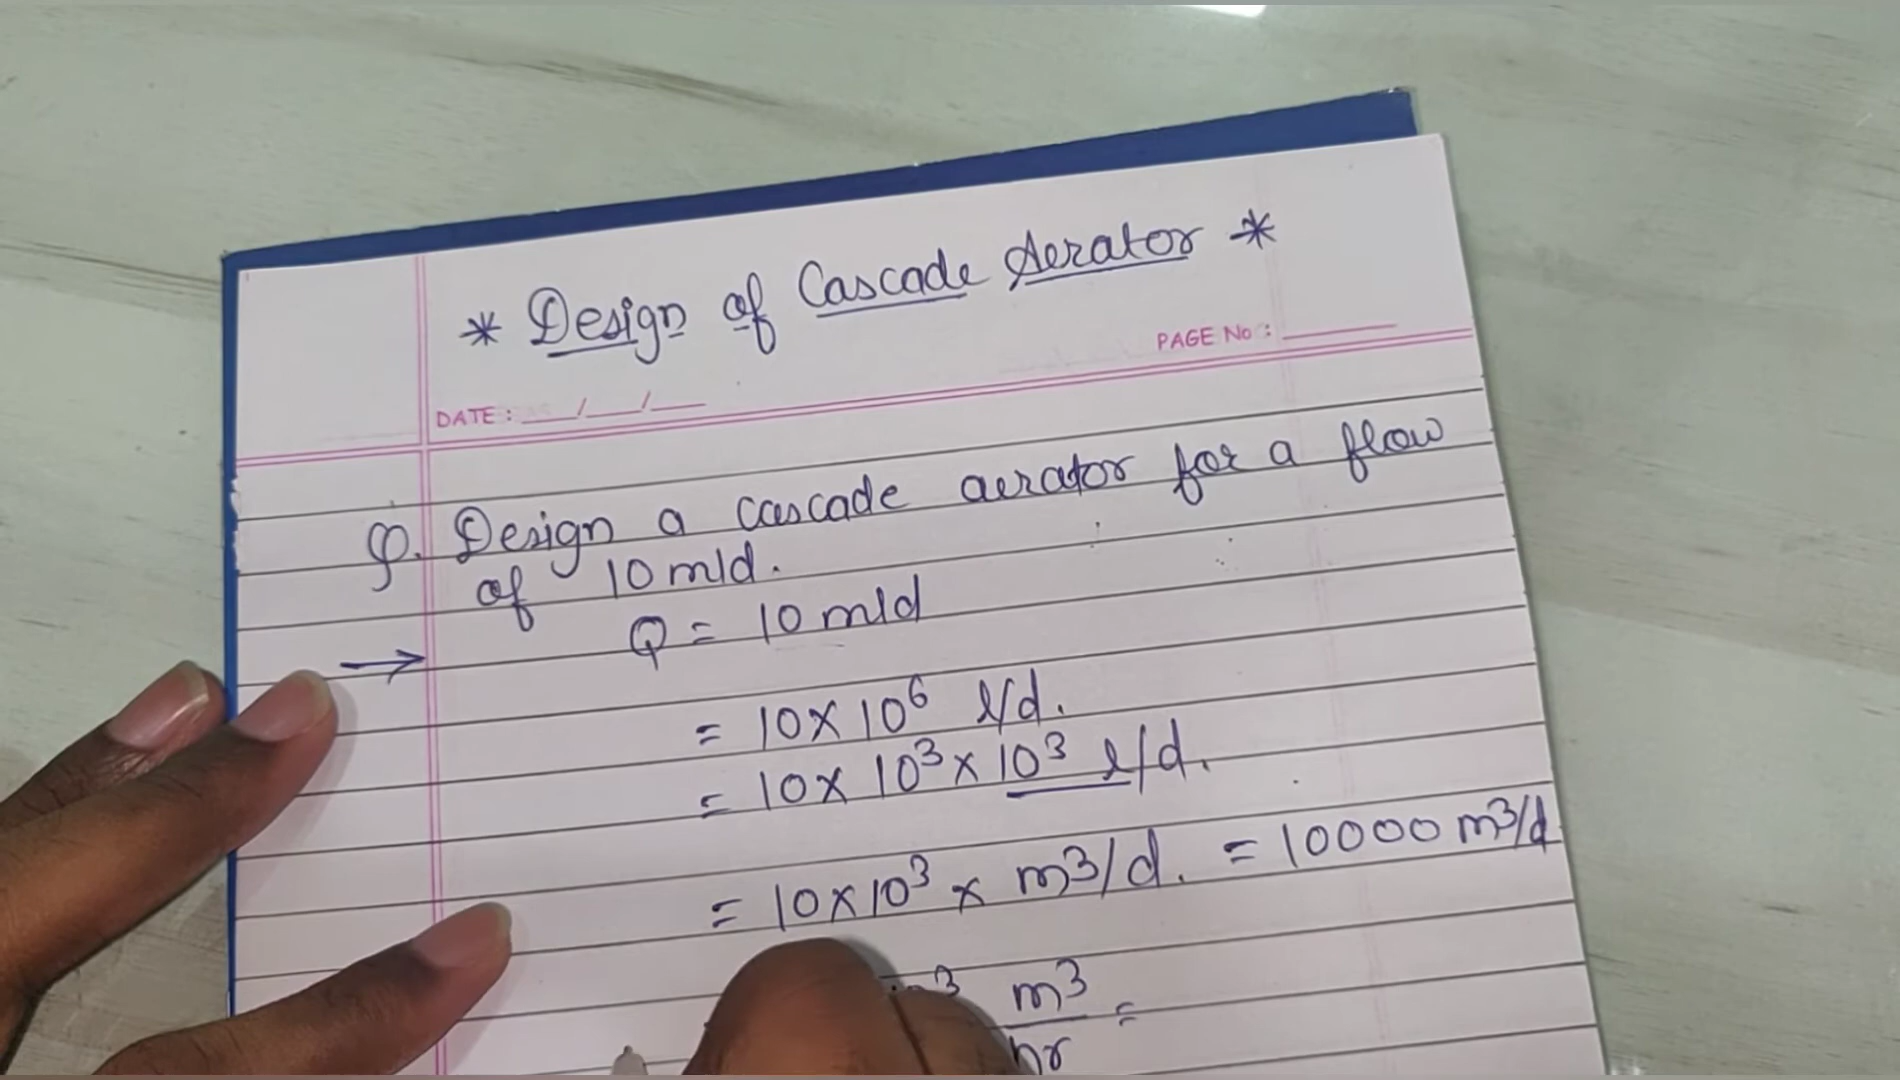 * Design of Cascade Aerator *
PAGE No :
DATE : / /
Q. Design a cascade aerator for a flow
of 10 mld.
→ Q = 10 mld
= 10 × 10⁶ l/d.
= 10 × 10³ × 10³ l/d.
= 10 × 10³ × m³/d. = 10000 m³/d
m³
hr =